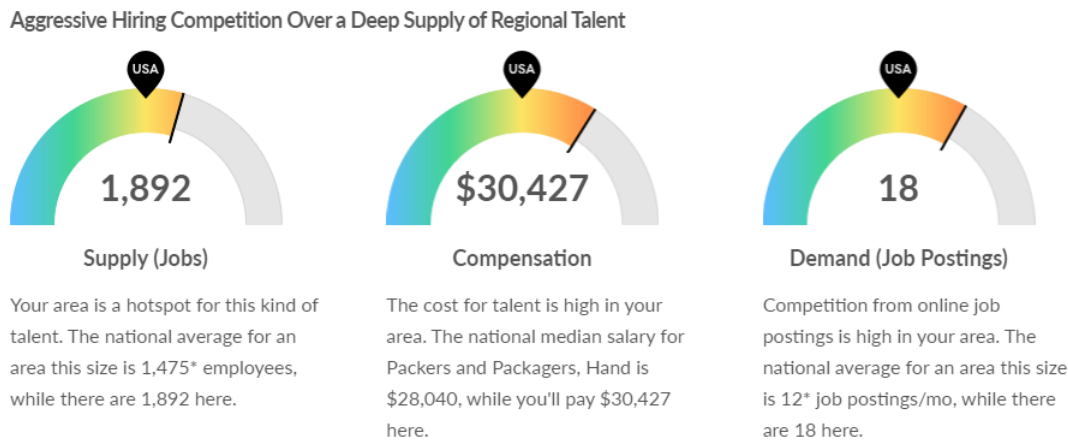 Aggressive Hiring Competition Over a Deep Supply of Regional Talent
USA
1,892
Supply (Jobs)
Your area is a hotspot for this kind of
talent. The national average for an
area this size is 1,475* employees,
while there are 1,892 here.
USA
$30,427
Compensation
The cost for talent is high in your
area. The national median salary for
Packers and Packagers, Hand is
$28,040, while you'll pay $30,427
here.
USA
18
Demand (Job Postings)
Competition from online job
postings is high in your area. The
national average for an area this size
is 12* job postings/mo, while there
are 18 here.